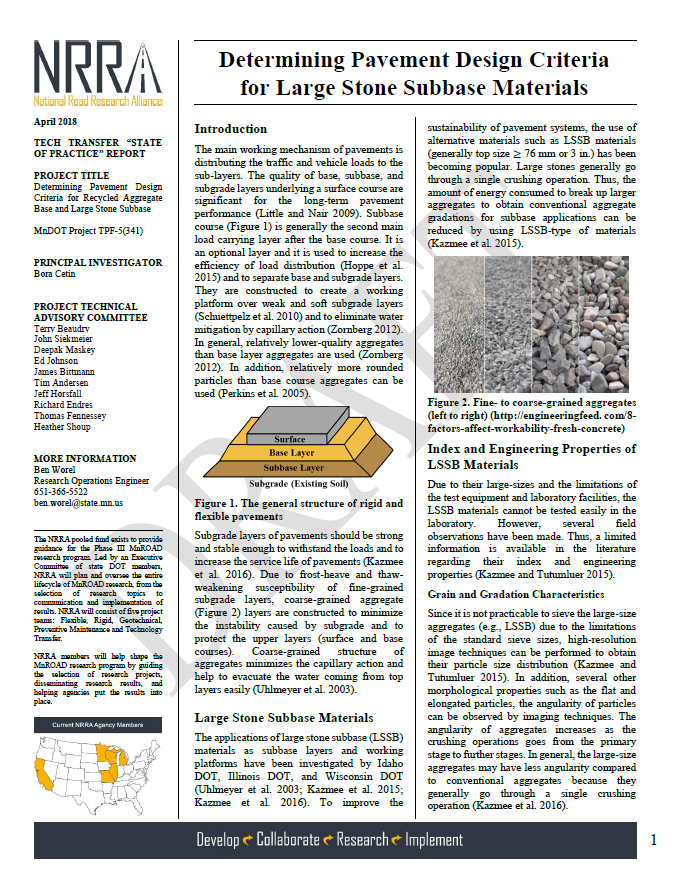 NRRA
National Road Research Alliance
April 2018
TECH TRANSFER “STATE
OF PRACTICE” REPORT
PROJECT TITLE
Determining Pavement Design
Criteria for Recycled Aggregate
Base and Large Stone Subbase
MnDOT Project TPF-5(341)
PRINCIPAL INVESTIGATOR
Bora Cetin
PROJECT TECHNICAL
ADVISORY COMMITTEE
Terry Beaudry
John Siekmeier
Deepak Maskey
Ed Johnson
James Bittmann
Tim Andersen
Jeff Horsfall
Richard Endres
Thomas Fennessey
Heather Shoup
MORE INFORMATION
Ben Worel
Research Operations Engineer
651-366-5522
ben.worel@state.mn.us
The NRRA pooled fund exists to provide
guidance for the Phase III MnROAD
research program. Led by an Executive
Committee of state DOT members,
NRRA will plan and oversee the entire
lifecycle of MnROAD research, from the
selection of research topics to
communication and implementation of
results. NRRA will consist of five project
teams: Flexible, Rigid, Geotechnical,
Preventive Maintenance and Technology
Transfer.
NRRA members will help shape the
MnROAD research program by guiding
the selection of research projects,
disseminating research results, and
helping agencies put the results into
place.
Current NRRA Agency Members
Determining Pavement Design Criteria
for Large Stone Subbase Materials
Introduction
The main working mechanism of pavements is
distributing the traffic and vehicle loads to the
sub-layers. The quality of base, subbase, and
subgrade layers underlying a surface course are
significant for the long-term pavement
performance (Little and Nair 2009). Subbase
course (Figure 1) is generally the second main
load carrying layer after the base course. It is
an optional layer and it is used to increase the
efficiency of load distribution (Hoppe et al.
2015) and to separate base and subgrade layers.
They are constructed to create a working
platform over weak and soft subgrade layers
(Schuettpelz et al. 2010) and to eliminate water
mitigation by capillary action (Zornberg 2012).
In general, relatively lower-quality aggregates
than base layer aggregates are used (Zornberg
2012). In addition, relatively more rounded
particles than base course aggregates can be
used (Perkins et al. 2005).
Surface
Base Layer
Subbase Layer
Subgrade (Existing Soil)
Figure 1. The general structure of rigid and
flexible pavements
Subgrade layers of pavements should be strong
and stable enough to withstand the loads and to
increase the service life of pavements (Kazmee
et al. 2016). Due to frost-heave and thaw-
weakening susceptibility of fine-grained
subgrade layers, coarse-grained aggregate
(Figure 2) layers are constructed to minimize
the instability caused by subgrade and to
protect the upper layers (surface and base
courses). Coarse-grained structure of
aggregates minimizes the capillary action and
help to evacuate the water coming from top
layers easily (Uhlmeyer et al. 2003).
Large Stone Subbase Materials
The applications of large stone subbase (LSSB)
materials as subbase layers and working
platforms have been investigated by Idaho
DOT, Illinois DOT, and Wisconsin DOT
(Uhlmeyer et al. 2003; Kazmee et al. 2015;
Kazmee et al. 2016). To improve the
sustainability of pavement systems, the use of
alternative materials such as LSSB materials
(generally top size ≥ 76 mm or 3 in.) has been
becoming popular. Large stones generally go
through a single crushing operation. Thus, the
amount of energy consumed to break up larger
aggregates to obtain conventional aggregate
gradations for subbase applications can be
reduced by using LSSB-type of materials
(Kazmee et al. 2015).
Figure 2. Fine- to coarse-grained aggregates
(left to right) (http://engineeringfeed. com/8-
factors-affect-workability-fresh-concrete)
Index and Engineering Properties of
LSSB Materials
Due to their large-sizes and the limitations of
the test equipment and laboratory facilities, the
LSSB materials cannot be tested easily in the
laboratory. However, several field
observations have been made. Thus, a limited
information is available in the literature
regarding their index and engineering
properties (Kazmee and Tutumluer 2015).
Grain and Gradation Characteristics
Since it is not practicable to sieve the large-size
aggregates (e.g., LSSB) due to the limitations
of the standard sieve sizes, high-resolution
image techniques can be performed to obtain
their particle size distribution (Kazmee and
Tutumluer 2015). In addition, several other
morphological properties such as the flat and
elongated particles, the angularity of particles
can be observed by imaging techniques. The
angularity of aggregates increases as the
crushing operations goes from the primary
stage to further stages. In general, the large-size
aggregates may have less angularity compared
to conventional aggregates because they
generally go through a single crushing
operation (Kazmee et al. 2016).
DRAFT
Develop Collaborate Research Implement
1